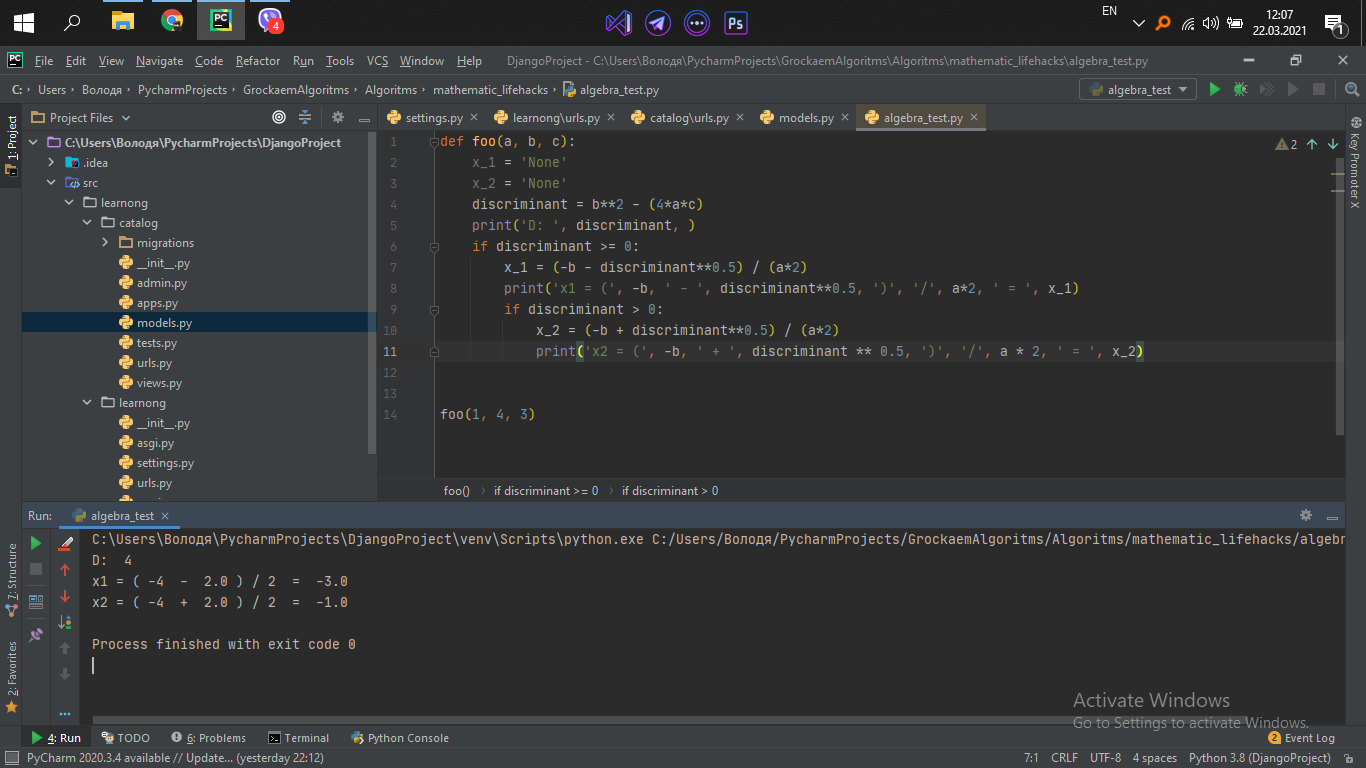 EN
4
PC
Ps
12:07
22.03.2021
1
PC File Edit View Navigate Code Refactor Run Tools VCS Window Help DjangoProject - C:\Users\Володя\PycharmProjects\GrockaemAlgoritms\Algoritms\mathematic_lifehacks\algebra_test.py
C: Users Володя PycharmProjects GrockaemAlgoritms Algoritms mathematic_lifehacks algebra_test.py algebra_test
Project Files
settings.py learnong\urls.py catalog\urls.py models.py algebra_test.py
1: Project
C:\Users\Володя\PycharmProjects\DjangoProject
.idea
src
learnong
catalog
migrations
__init__.py
admin.py
apps.py
models.py
tests.py
urls.py
views.py
learnong
__init__.py
asgi.py
settings.py
urls.py
1 def foo(a, b, c):
2 x_1 = 'None'
3 x_2 = 'None'
4 discriminant = b**2 - (4*a*c)
5 print('D: ', discriminant, )
6 if discriminant >= 0:
7 x_1 = (-b - discriminant**0.5) / (a*2)
8 print('x1 = (', -b, ' - ', discriminant**0.5, ')', '/', a*2, ' = ', x_1)
9 if discriminant > 0:
10 x_2 = (-b + discriminant**0.5) / (a*2)
11 print('x2 = (', -b, ' + ', discriminant ** 0.5, ')', '/', a * 2, ' = ', x_2)
12
13
14 foo(1, 4, 3)
2
Key Promoter X
foo() if discriminant >= 0 if discriminant > 0
Run: algebra_test
C:\Users\Володя\PycharmProjects\DjangoProject\venv\Scripts\python.exe C:/Users/Володя/PycharmProjects/GrockaemAlgoritms/Algoritms/mathematic_lifehacks/algebr
D:  4
x1 = ( -4  -  2.0 ) / 2  =  -3.0
x2 = ( -4  +  2.0 ) / 2  =  -1.0
Process finished with exit code 0
7: Structure
2: Favorites
Activate Windows
Go to Settings to activate Windows.
4: Run TODO 6: Problems Terminal Python Console 2 Event Log
PyCharm 2020.3.4 available // Update... (yesterday 22:12) 7:1 CRLF UTF-8 4 spaces Python 3.8 (DjangoProject)